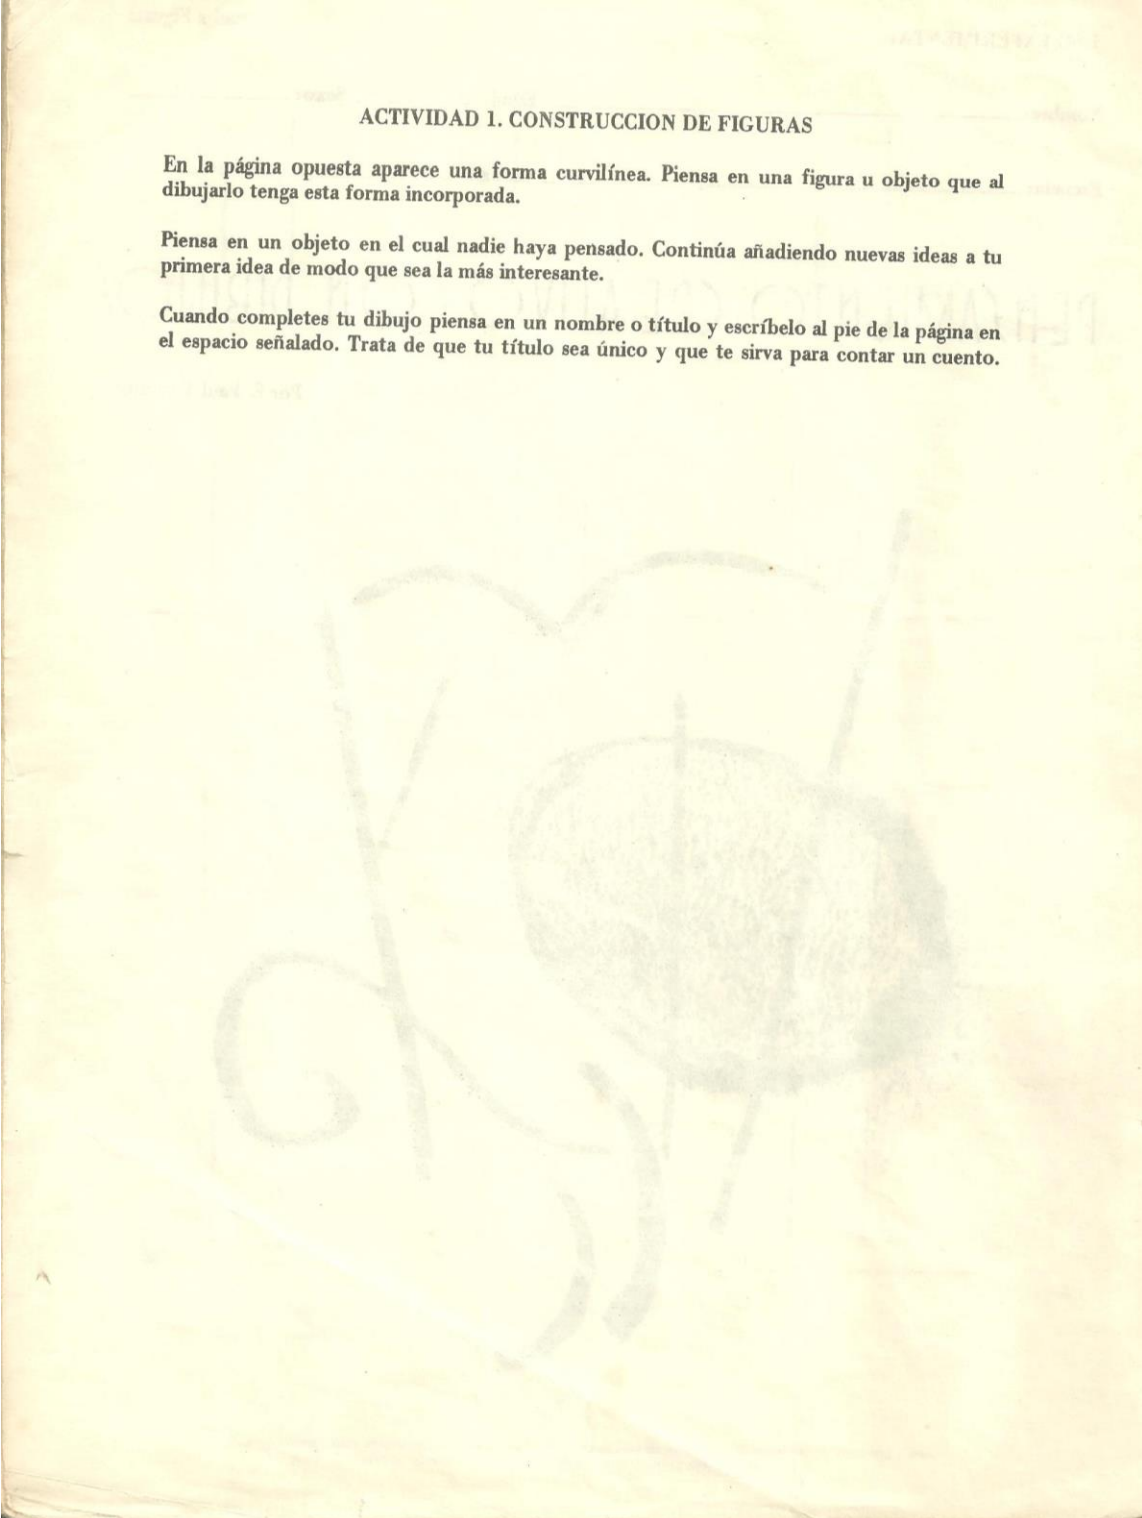 ACTIVIDAD 1. CONSTRUCCION DE FIGURAS
En la página opuesta aparece una forma curvilínea. Piensa en una figura u objeto que al
dibujarlo tenga esta forma incorporada.
Piensa en un objeto en el cual nadie haya pensado. Continúa añadiendo nuevas ideas a tu
primera idea de modo que sea la más interesante.
Cuando completes tu dibujo piensa en un nombre o título y escríbelo al pie de la página en
el espacio señalado. Trata de que tu título sea único y que te sirva para contar un cuento.